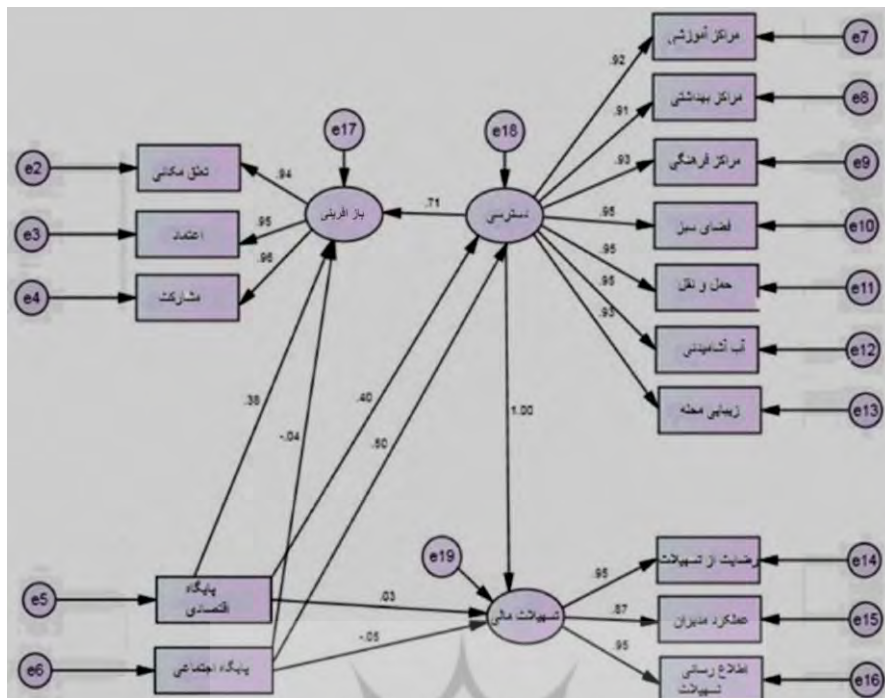 e7
مراکز آموزشی
.92
e8
مراکز بهداشتی
.91
e17
e18
e9
مراکز فرهنگی
.93
e2
تعلق مکانی
.94
باز افرینی
.71
دسترسی
e3
اعتماد
.95
e10
فضای سبز
.95
e4
مشارکت
.96
e11
حمل و نقل
.95
e12
آب آشامیدنی
.95
e13
زیبایی محله
.93
.38
-.04
.40
.50
1.00
e19
e14
رضایت از تسهیلات
.95
e5
پایگاه
اقتصادی
.03
تسهیلات مالی
e15
عملکرد مدیران
.87
e6
پایگاه اجتماعی
-.05
e16
اطلاع رسانی
تسهیلات
.95